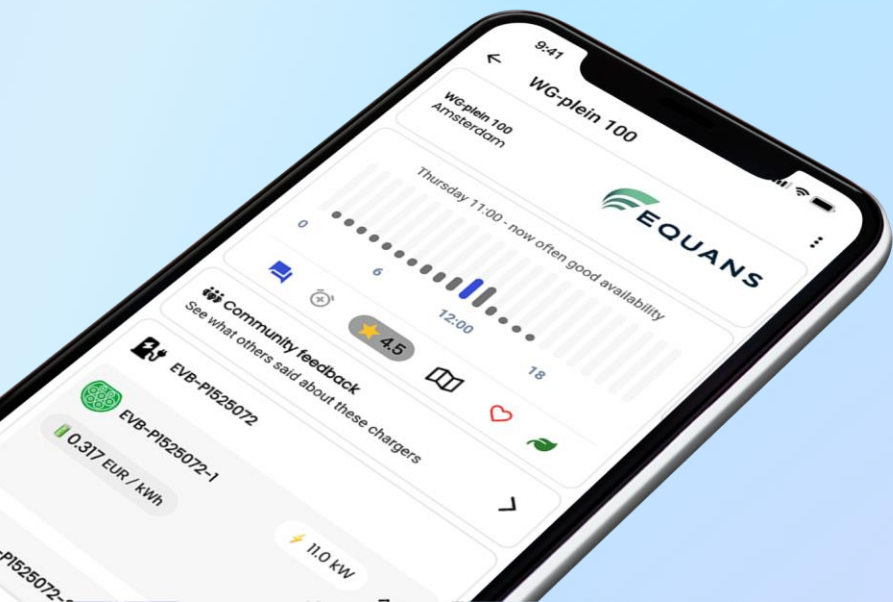 9:41
WG-plein 100
WG-plein 100
Amsterdam
EQUANS
Thursday 11:00 - now often good availability
0
6
12:00
18
4.5
Community feedback
See what others said about these chargers
EVB-P1525072
EVB-P1525072-1
0.317 EUR / kWh
11.0 kW